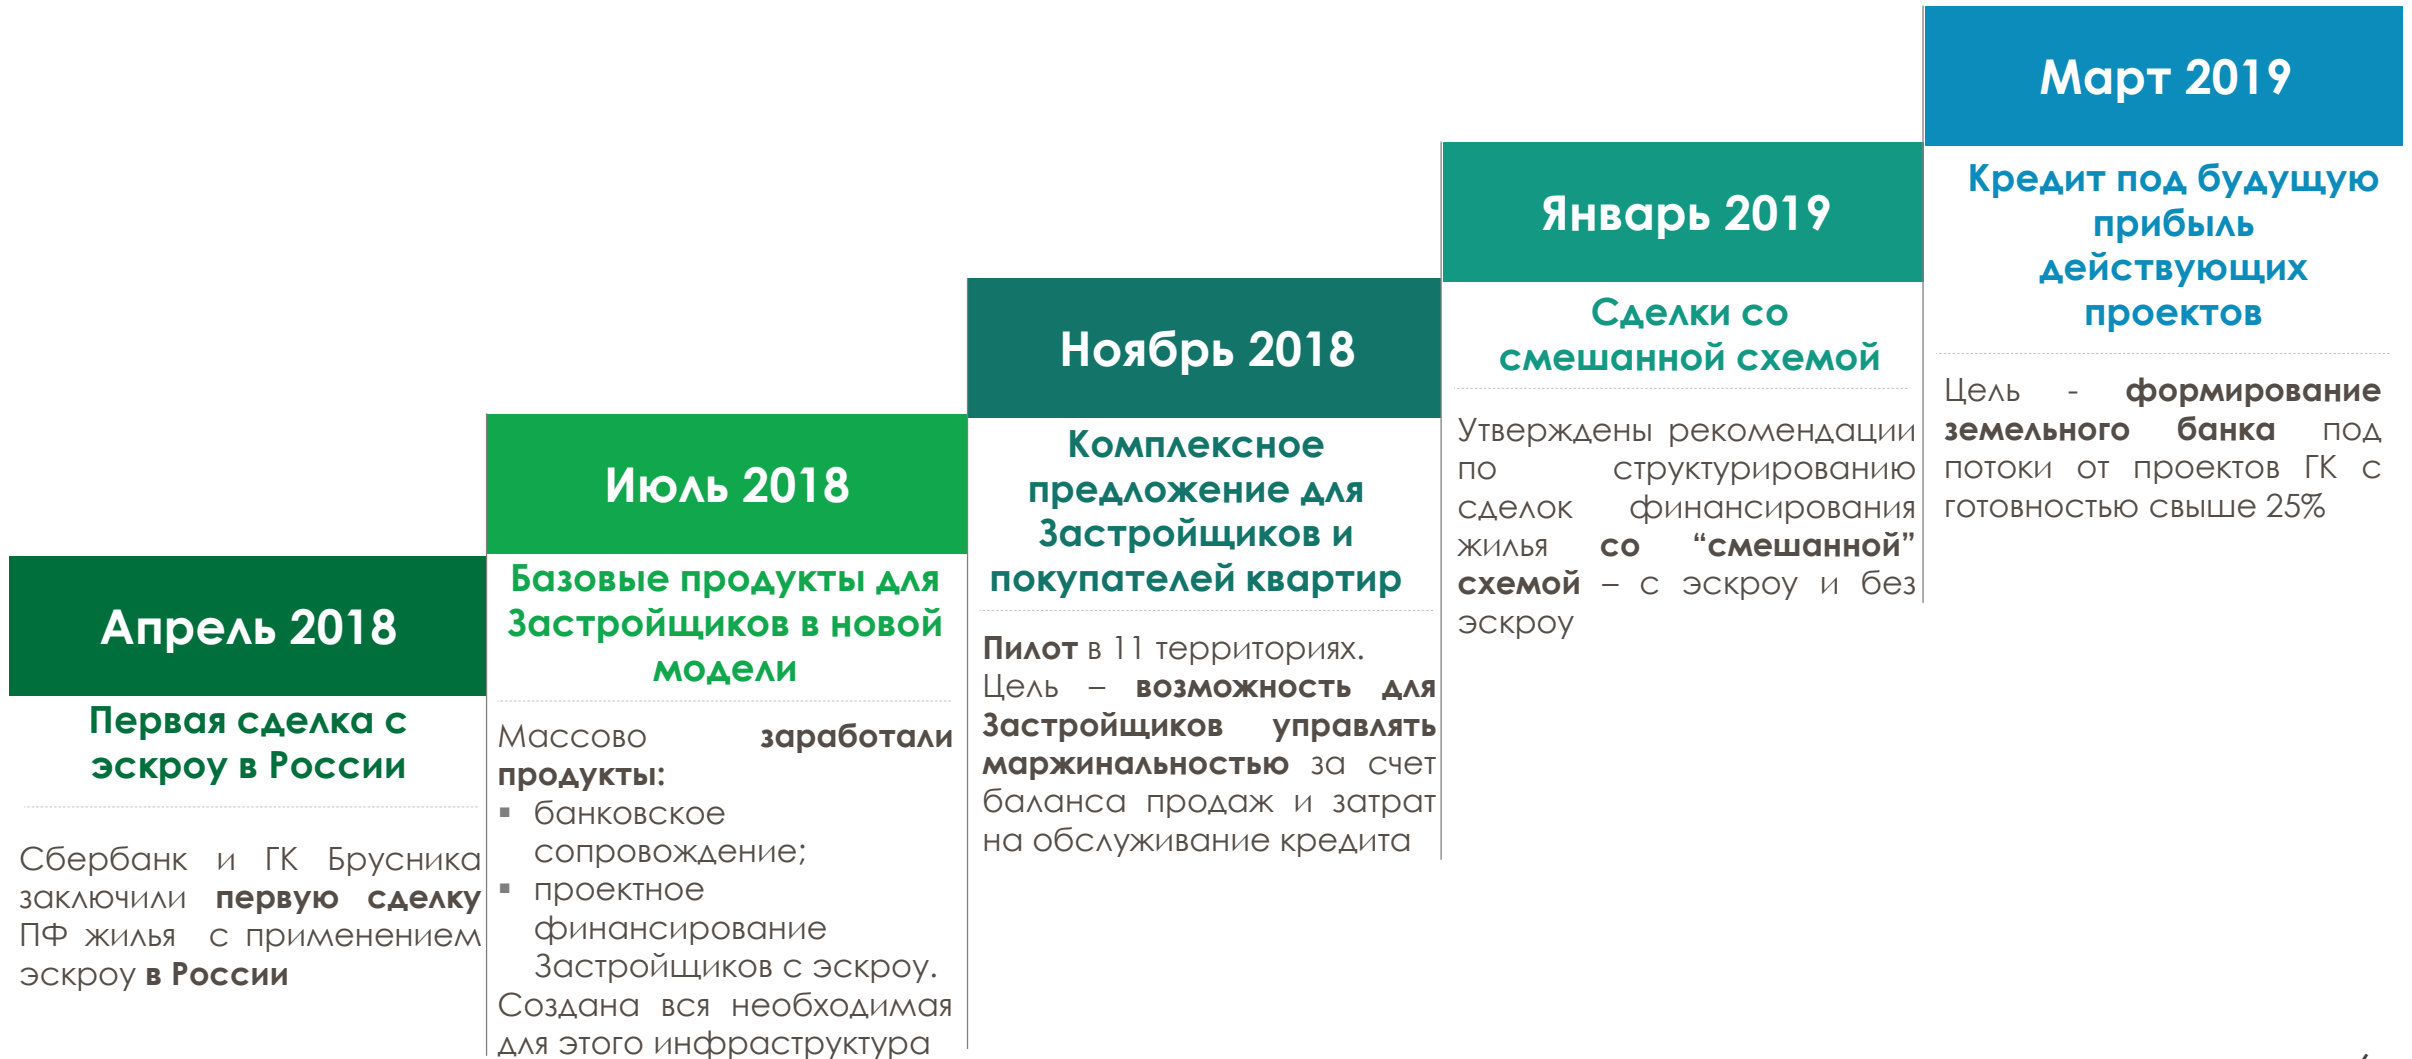 Апрель 2018
Первая сделка с
эскроу в России
Сбербанк и ГК Брусника
заключили первую сделку
ПФ жилья с применением
эскроу в России
Июль 2018
Базовые продукты для
Застройщиков в новой
модели
Массово заработали
продукты:
▪ банковское
сопровождение;
▪ проектное
финансирование
Застройщиков с эскроу.
Создана вся необходимая
для этого инфраструктура
Ноябрь 2018
Комплексное
предложение для
Застройщиков и
покупателей квартир
Пилот в 11 территориях.
Цель – возможность для
Застройщиков управлять
маржинальностью за счет
баланса продаж и затрат
на обслуживание кредита
Январь 2019
Сделки со
смешанной схемой
Утверждены рекомендации
по структурированию
сделок финансирования
жилья со “смешанной”
схемой – с эскроу и без
эскроу
Март 2019
Кредит под будущую
прибыль
действующих
проектов
Цель - формирование
земельного банка под
потоки от проектов ГК с
готовностью свыше 25%